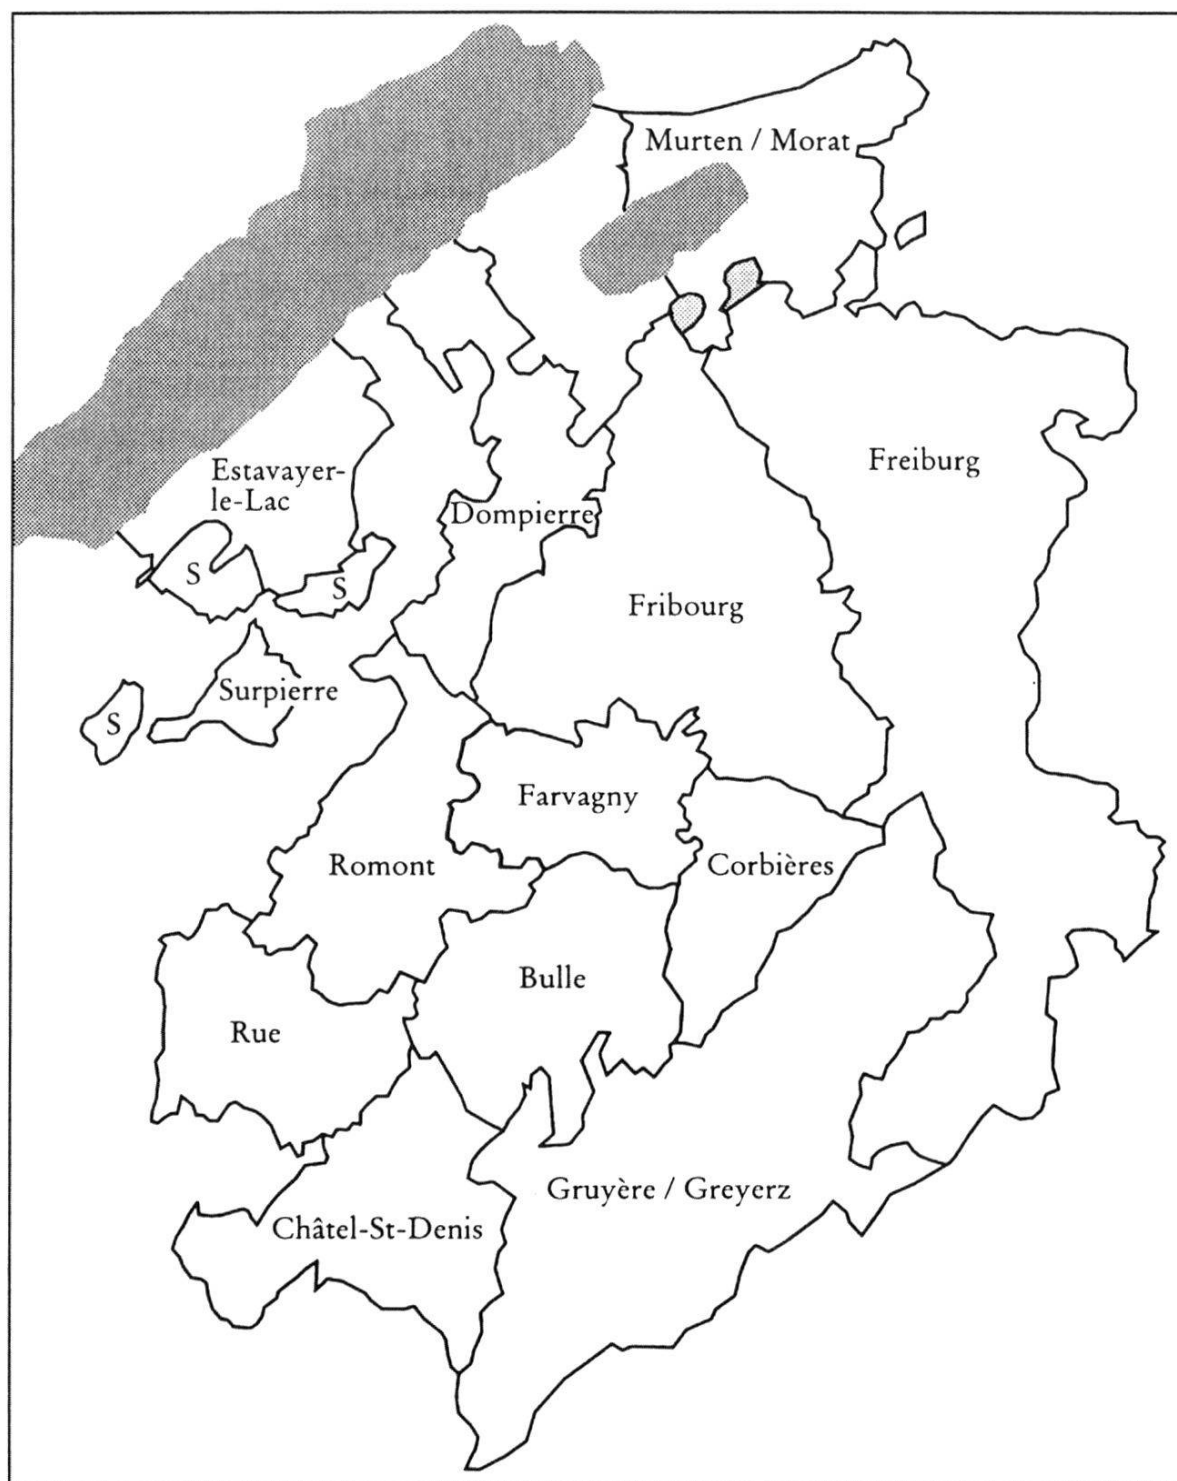 Murten / Morat
Freiburg
Estavayer-
le-Lac
Dompierre
S
S
Fribourg
Surpierre
S
Farvagny
Romont
Corbières
Bulle
Rue
Gruyère / Greyerz
Châtel-St-Denis